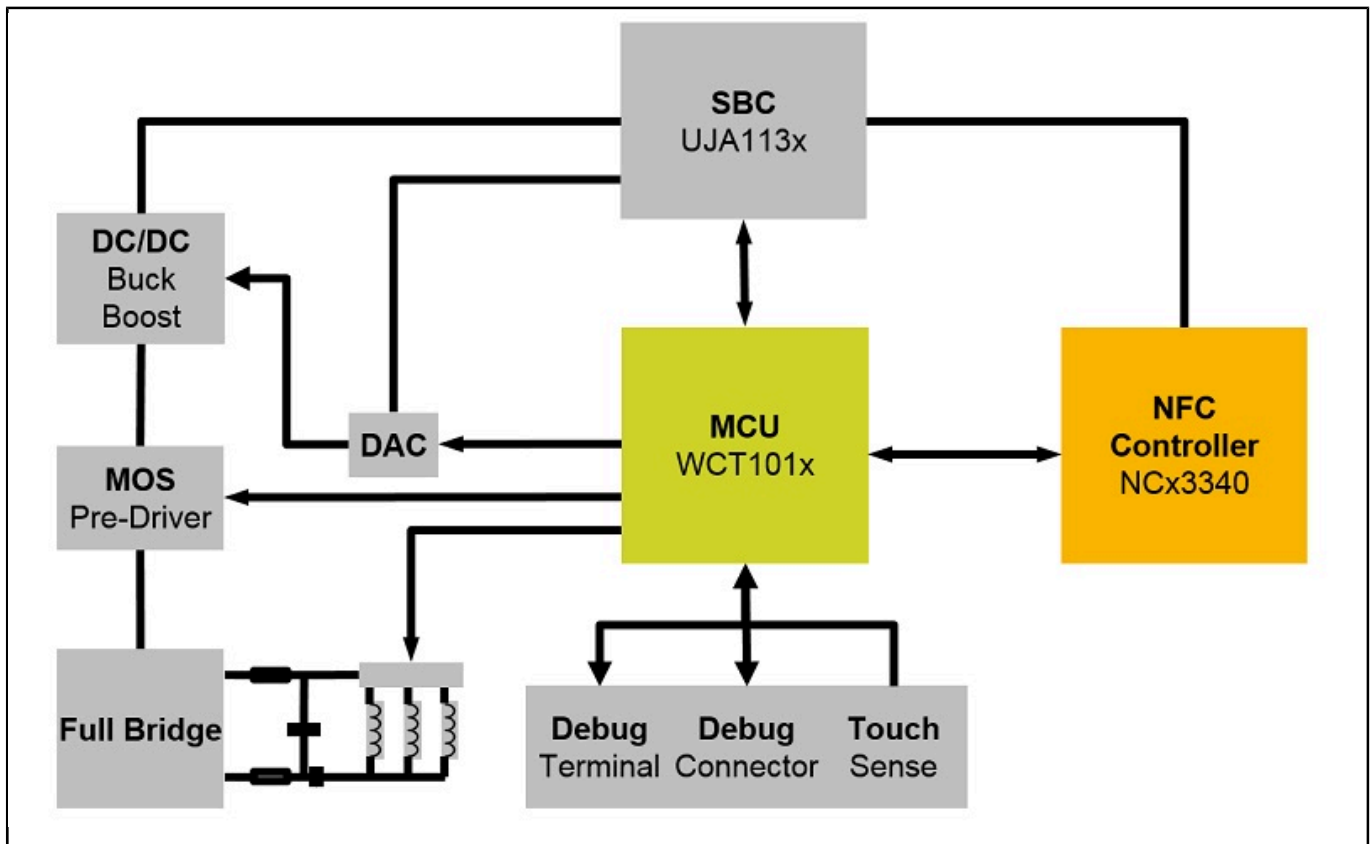 SBC
UJA113x
DC/DC
Buck
Boost
DAC
MCU
WCT101x
NFC
Controller
NCx3340
MOS
Pre-Driver
Full Bridge
Debug
Terminal
Debug
Connector
Touch
Sense